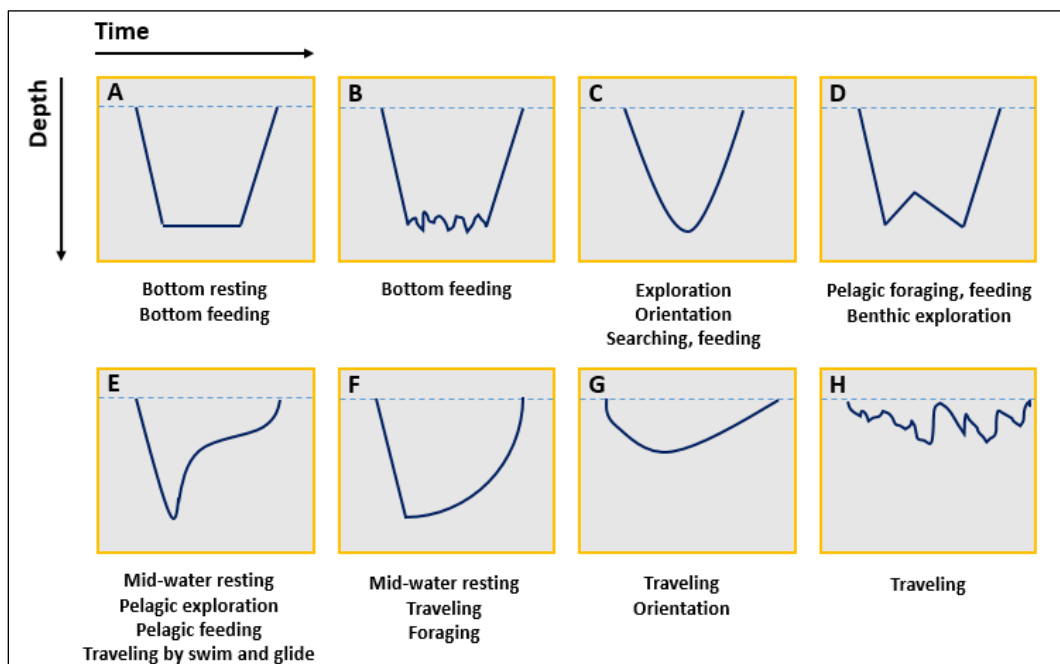 Time
Depth
A
B
C
D
Bottom resting
Bottom feeding
Bottom feeding
Exploration
Orientation
Searching, feeding
Pelagic foraging, feeding
Benthic exploration
E
F
G
H
Mid-water resting
Pelagic exploration
Pelagic feeding
Traveling by swim and glide
Mid-water resting
Traveling
Foraging
Traveling
Orientation
Traveling